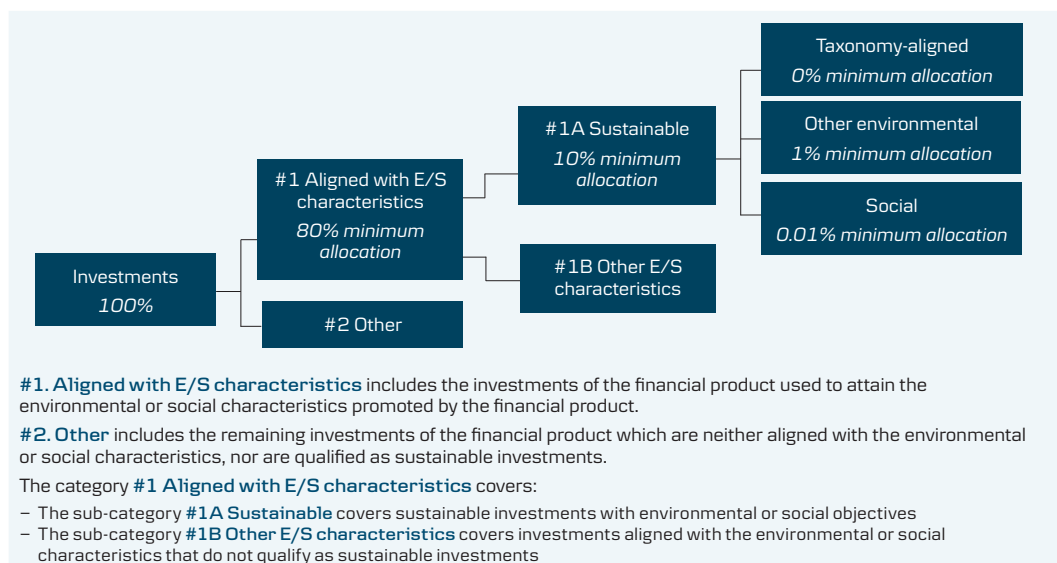 Taxonomy-aligned
0% minimum allocation
#1A Sustainable
10% minimum
allocation
Other environmental
1% minimum allocation
#1 Aligned with E/S
characteristics
80% minimum
allocation
Social
0.01% minimum allocation
#1B Other E/S
characteristics
Investments
100%
#2 Other
#1. Aligned with E/S characteristics includes the investments of the financial product used to attain the
environmental or social characteristics promoted by the financial product.
#2. Other includes the remaining investments of the financial product which are neither aligned with the environmental
or social characteristics, nor are qualified as sustainable investments.
The category #1 Aligned with E/S characteristics covers:
– The sub-category #1A Sustainable covers sustainable investments with environmental or social objectives
– The sub-category #1B Other E/S characteristics covers investments aligned with the environmental or social
characteristics that do not qualify as sustainable investments